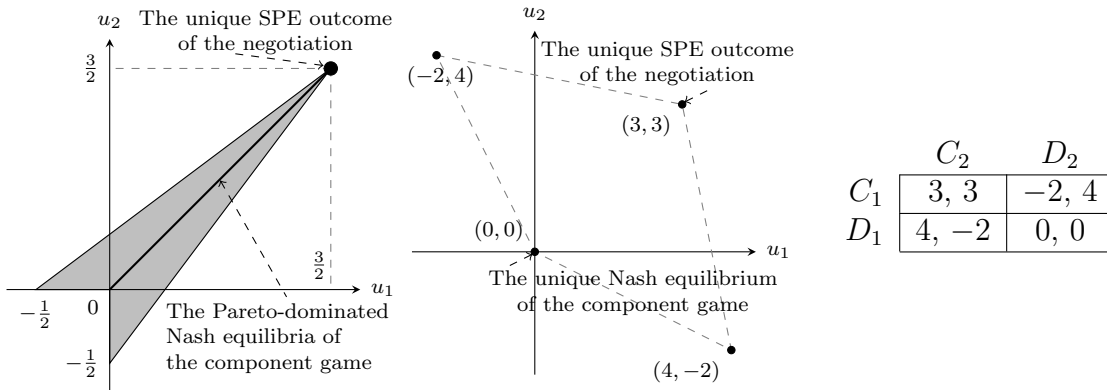 u₂
The unique SPE outcome
of the negotiation
3/2
3/2
u₁
−1/2
0
−1/2
The Pareto-dominated
Nash equilibria of
the component game
u₂
(−2, 4)
The unique SPE outcome
of the negotiation
(3, 3)
(0, 0)
u₁
The unique Nash equilibrium
of the component game
(4, −2)
C₂ D₂
C₁ 3, 3 −2, 4
D₁ 4, −2 0, 0